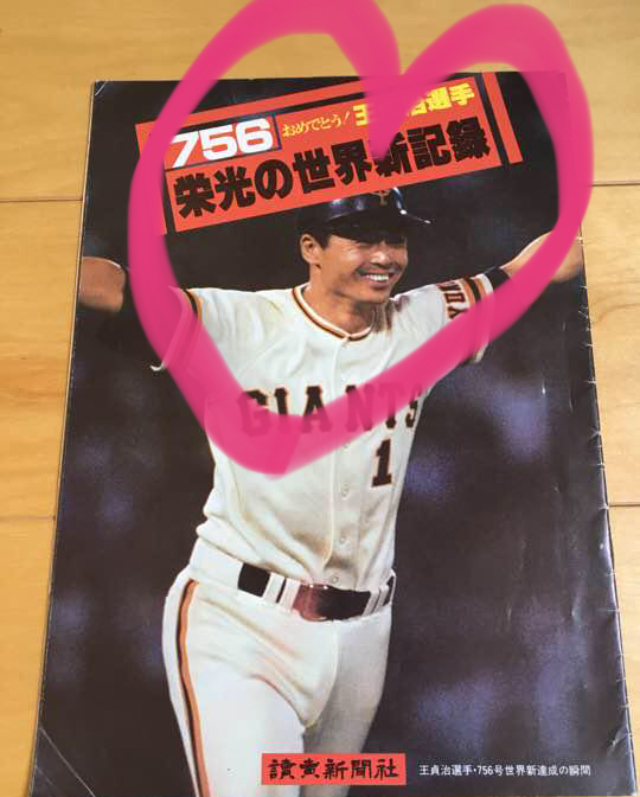 756 おめでとう! 王 治選手
栄光の世界新記録
GIANTS
1
讀賣新聞社
王貞治選手・756号世界新達成の瞬間